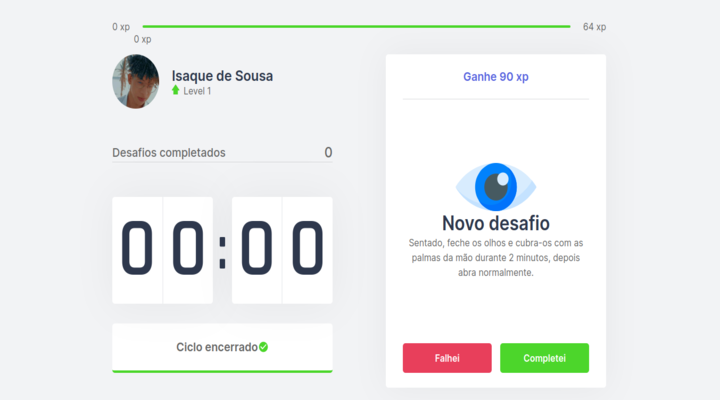 0 xp
64 xp
0 xp
Isaque de Sousa
Level 1
Desafios completados
0
00:00
Ciclo encerrado
Ganhe 90 xp
Novo desafio
Sentado, feche os olhos e cubra-os com as
palmas da mão durante 2 minutos, depois
abra normalmente.
Falhei
Completei